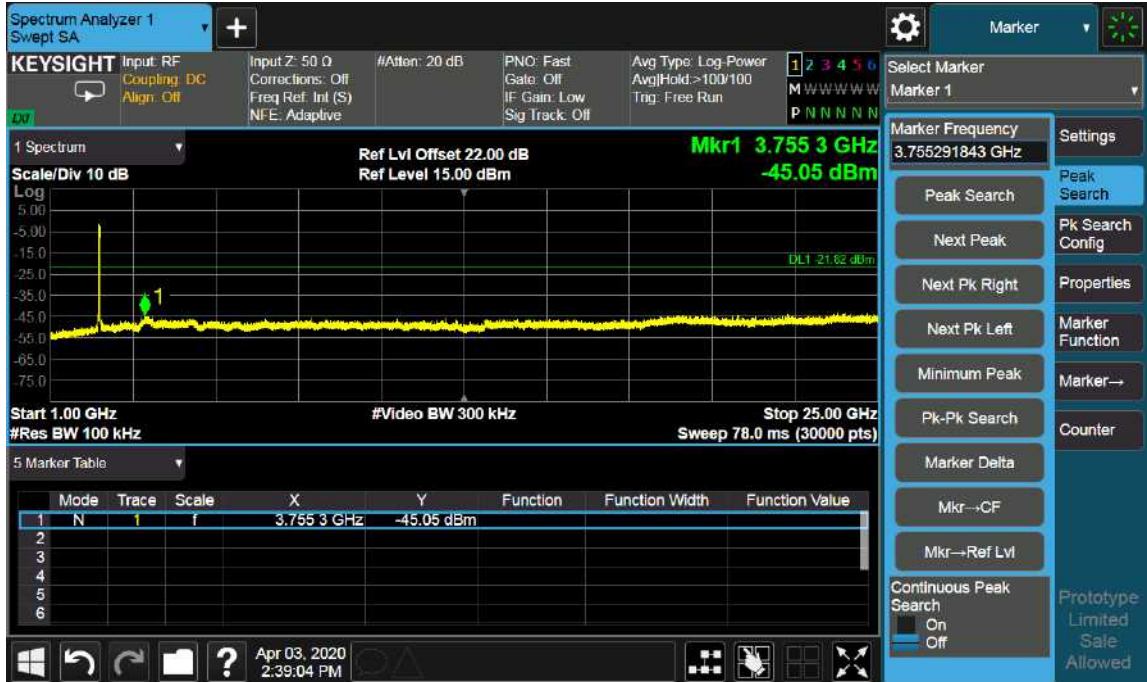 Spectrum Analyzer 1
Swept SA
+
Marker
KEYSIGHT
Input: RF
Coupling: DC
Align: Off
Input Z: 50 Ω
Corrections: Off
Freq Ref: Int (S)
NFE: Adaptive
#Atten: 20 dB
PNO: Fast
Gate: Off
IF Gain: Low
Sig Track: Off
Avg Type: Log-Power
Avg|Hold:>100/100
Trig: Free Run
1 2 3 4 5 6
M W W W W W
P N N N N N
Select Marker
Marker 1
1 Spectrum
Scale/Div 10 dB
Ref Lvl Offset 22.00 dB
Ref Level 15.00 dBm
Mkr1 3.755 3 GHz
-45.05 dBm
Log
5.00
-5.00
-15.0
-25.0
-35.0
-45.0
-55.0
-65.0
-75.0
DL1 -21.82 dBm
1
Start 1.00 GHz
#Res BW 100 kHz
#Video BW 300 kHz
Stop 25.00 GHz
Sweep 78.0 ms (30000 pts)
5 Marker Table
Mode Trace Scale X Y Function Function Width Function Value
1 N 1 f 3.755 3 GHz -45.05 dBm
2
3
4
5
6
Marker Frequency
3.755291843 GHz
Peak Search
Next Peak
Next Pk Right
Next Pk Left
Minimum Peak
Pk-Pk Search
Marker Delta
Mkr→CF
Mkr→Ref Lvl
Continuous Peak
Search
On
Off
Settings
Peak
Search
Pk Search
Config
Properties
Marker
Function
Marker→
Counter
Prototype
Limited
Sale
Allowed
?
Apr 03, 2020
2:39:04 PM